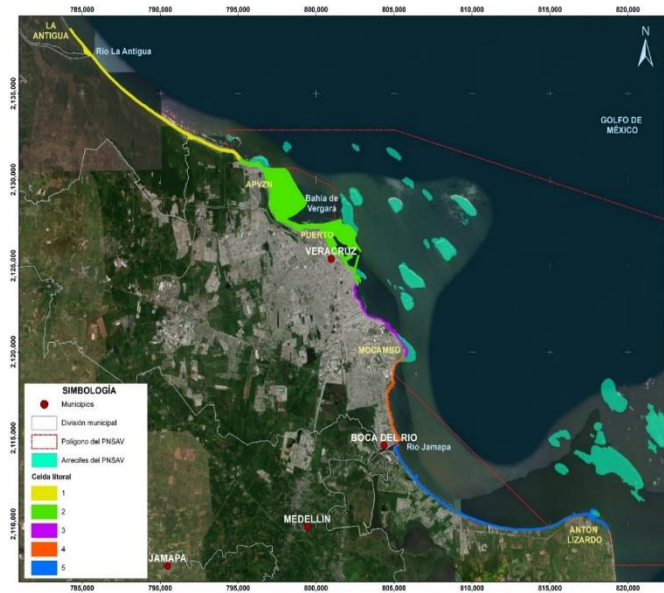 785,000 790,000 795,000 800,000 805,000 810,000 815,000 820,000
LA
ANTIGUA
Río La Antigua
N
GOLFO DE
MÉXICO
2,135,000
2,130,000
2,125,000
2,120,000
2,115,000
2,110,000
APVZN
Bahía de
Vergara
PUERTO
VERACRUZ
MOCAMBO
BOCA DEL RIO
Río Jamapa
MEDELLIN
ANTON
LIZARDO
JAMAPA
SIMBOLOGÍA
Municipios
División municipal
Polígono del PNSAV
Arrecifes del PNSAV
Celda litoral
1
2
3
4
5
785,000 790,000 795,000 800,000 804,000 810,000 815,000 820,000